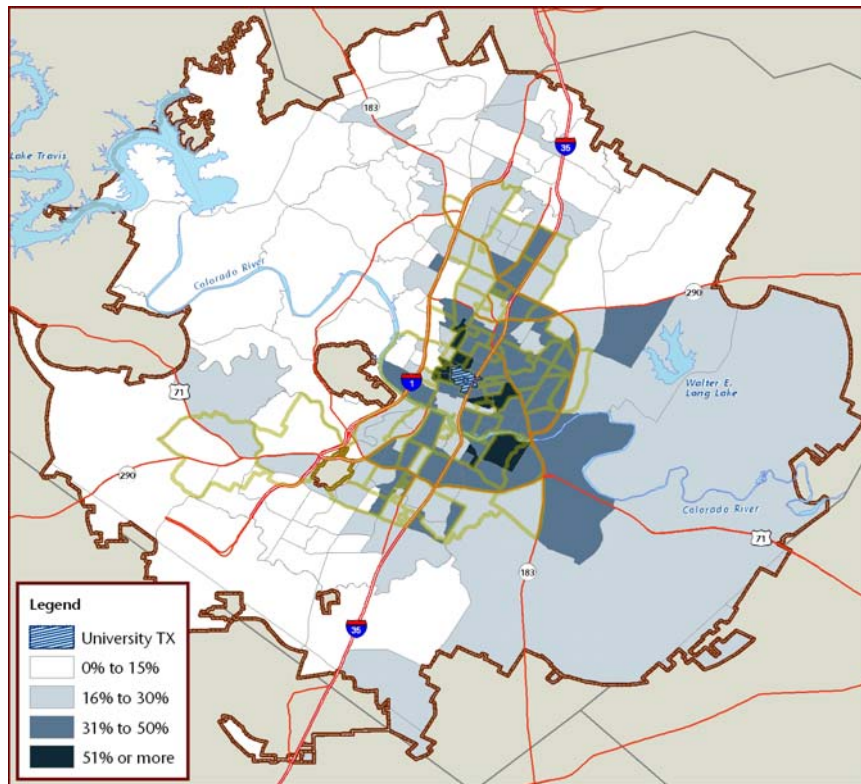 183
35
Lake Travis
Colorado River
290
71
1
Walter E.
Long Lake
290
Colorado River
71
183
35
Legend
University TX
0% to 15%
16% to 30%
31% to 50%
51% or more